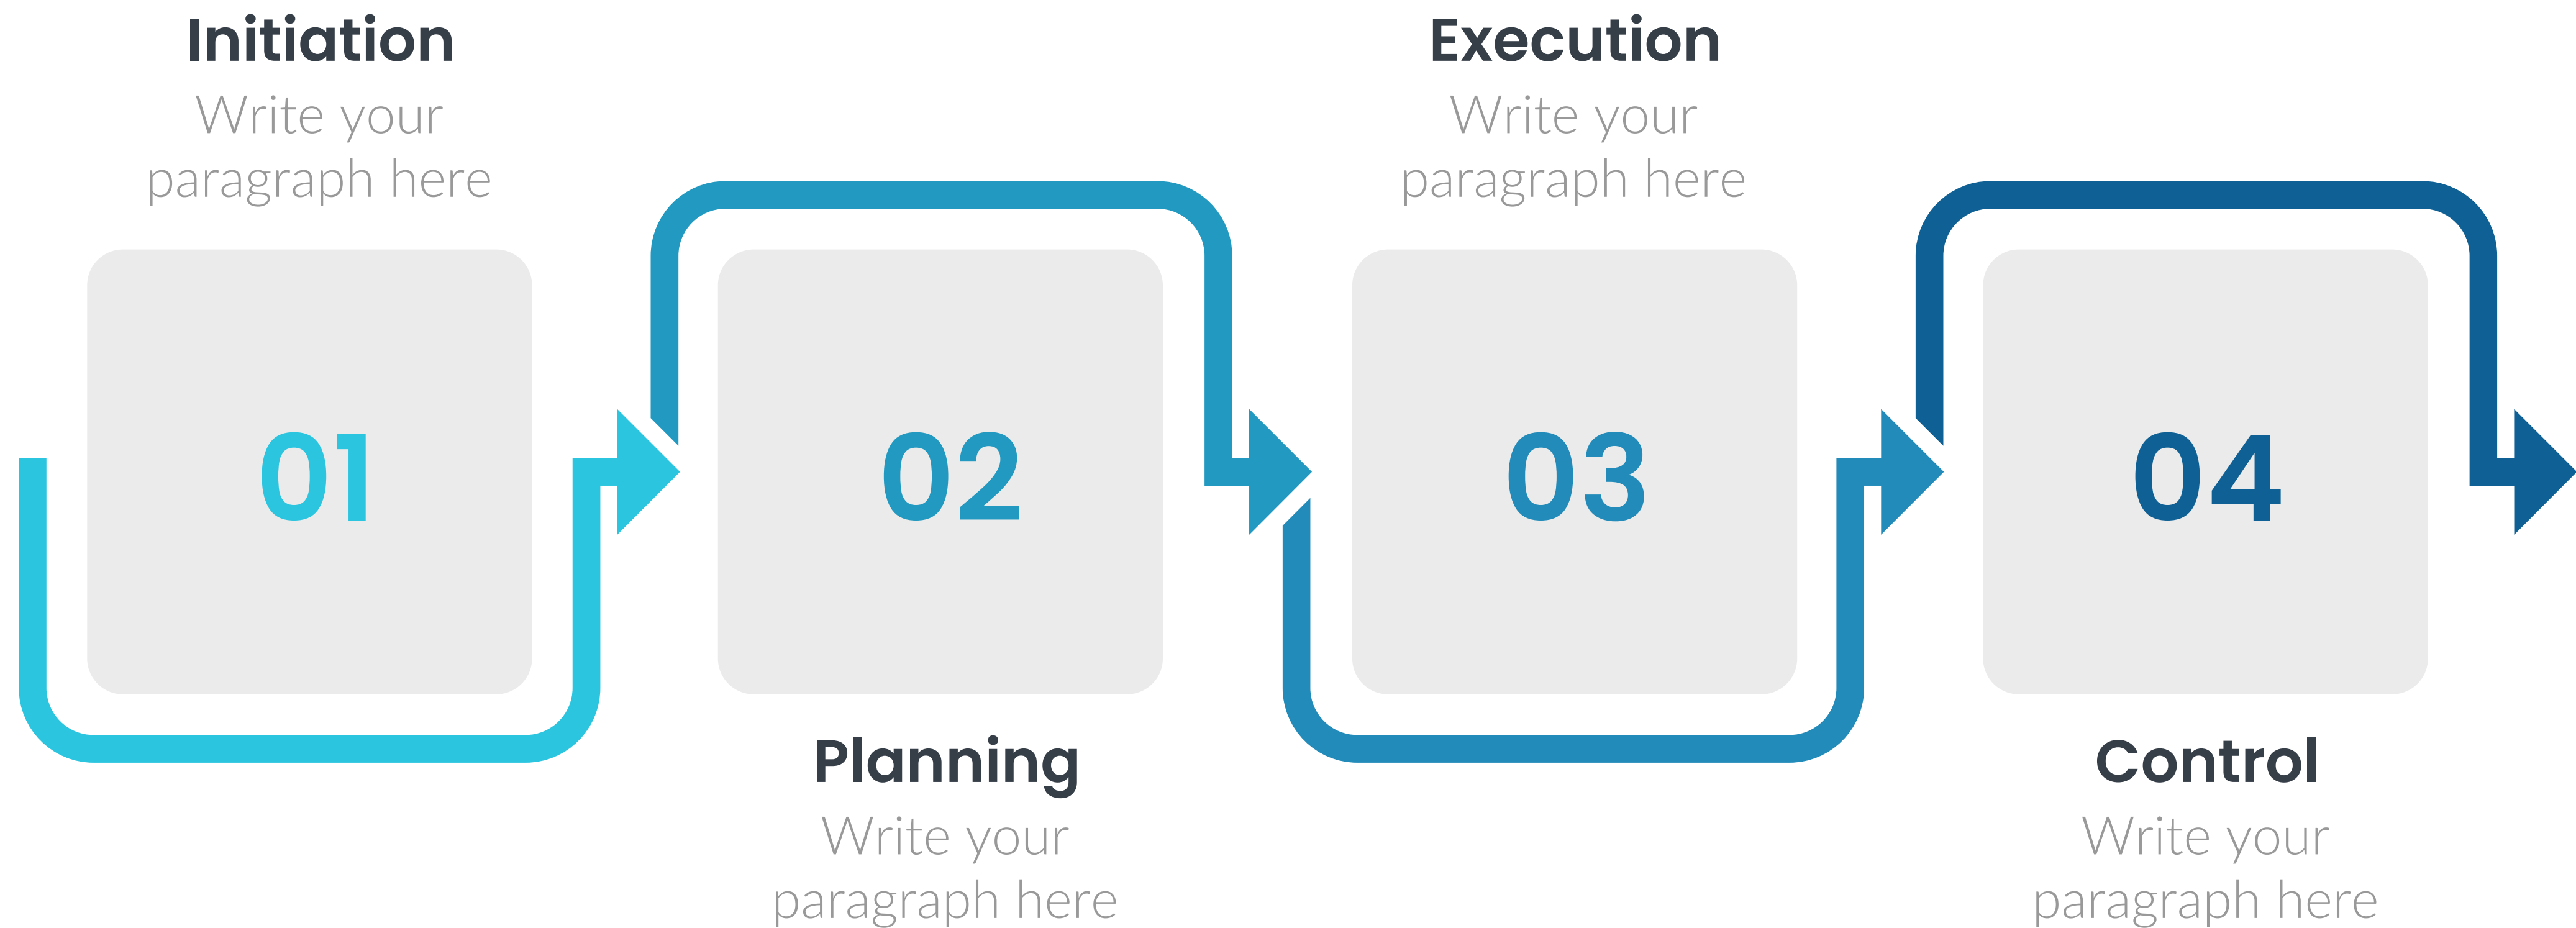 Initiation
Write your
paragraph here
01
02
Planning
Write your
paragraph here
Execution
Write your
paragraph here
03
04
Control
Write your
paragraph here